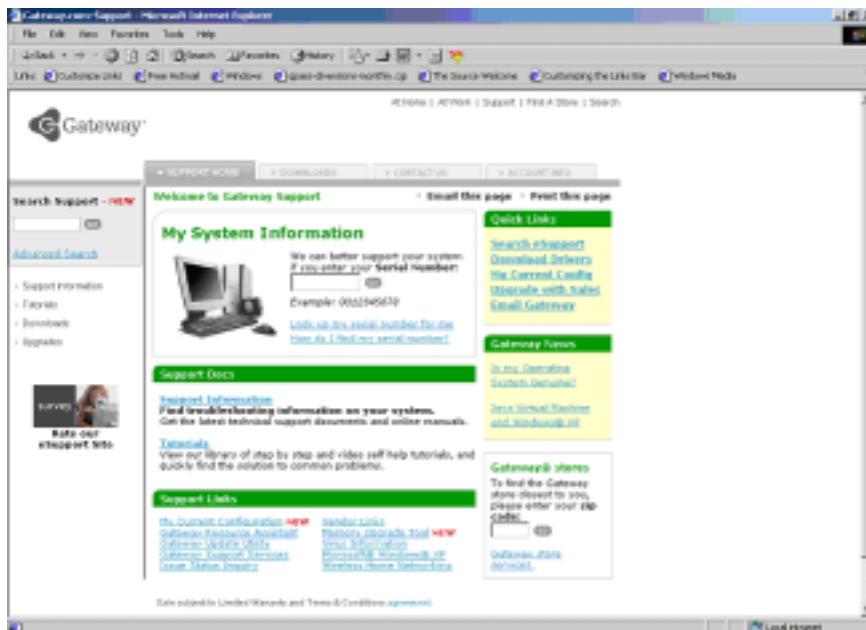 Gateway.com-Support - Microsoft Internet Explorer
File Edit View Favorites Tools Help
Back Search Favorites History
Links Customize Links Free Hotmail Windows The Source Welcome Customizing the Links Bar Windows Media
At Home | At Work | Support | Find A Store | Search
Gateway
SUPPORT HOME DOWNLOADS CONTACT US ACCOUNT INFO
Search Support - NEW
Advanced Search
Support Information
Tutorials
Downloads
Upgrades
SURVEY
Rate our
eSupport Site
Welcome to Gateway Support
Email this page Print this page
My System Information
We can better support your system
if you enter your Serial Number:
Example: 0012345678
Look up my serial number for me
How do I find my serial number?
Support Docs
Support Information
Find troubleshooting information on your system.
Get the latest technical support documents and online manuals.
Tutorials
View our library of step by step and video self help tutorials, and
quickly find the solution to common problems.
Support Links
My Current Configuration NEW
Gateway Resource Assistant
Gateway Update Utility
Gateway Support Services
Issue Status Inquiry
Vendor Links
Memory Upgrade Tool NEW
Virus Information
Microsoft® Windows® XP
Wireless Home Networking
Quick Links
Search eSupport
Download Drivers
My Current Config
Upgrade with Sales
Email Gateway
Gateway News
Is my Operating
System Genuine?
Java Virtual Machine
and Windows® XP
Gateway® stores
To find the Gateway
store closest to you,
please enter your zip
code:
Gateway store
services.
Sale subject to Limited Warranty and Terms & Conditions agreement.
Local intranet